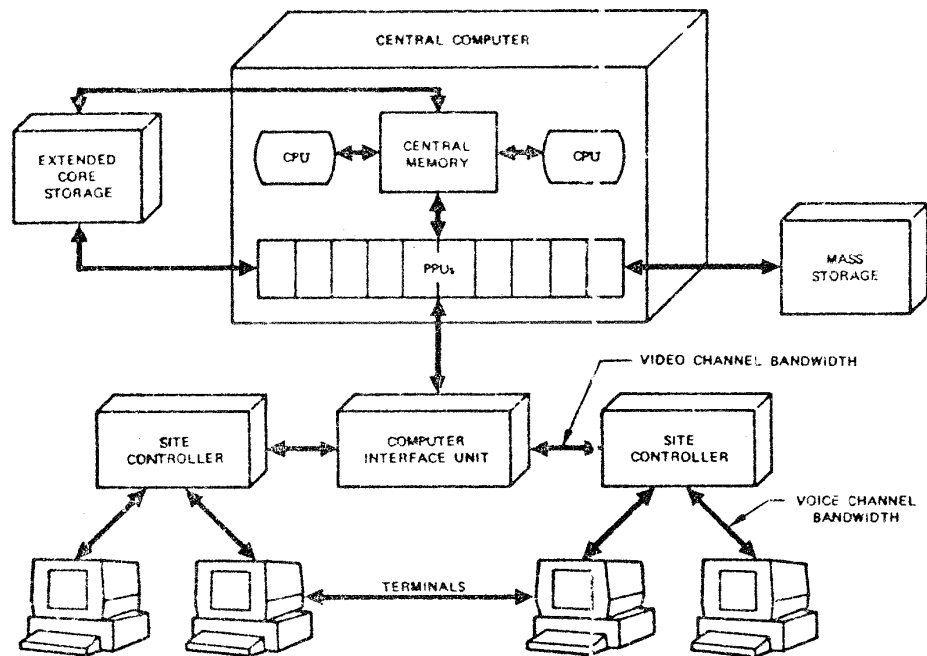 CENTRAL COMPUTER
EXTENDED
CORE
STORAGE
CPU
CENTRAL
MEMORY
CPU
PPUs
MASS
STORAGE
VIDEO CHANNEL BANDWIDTH
SITE
CONTROLLER
COMPUTER
INTERFACE UNIT
SITE
CONTROLLER
VOICE CHANNEL
BANDWIDTH
TERMINALS